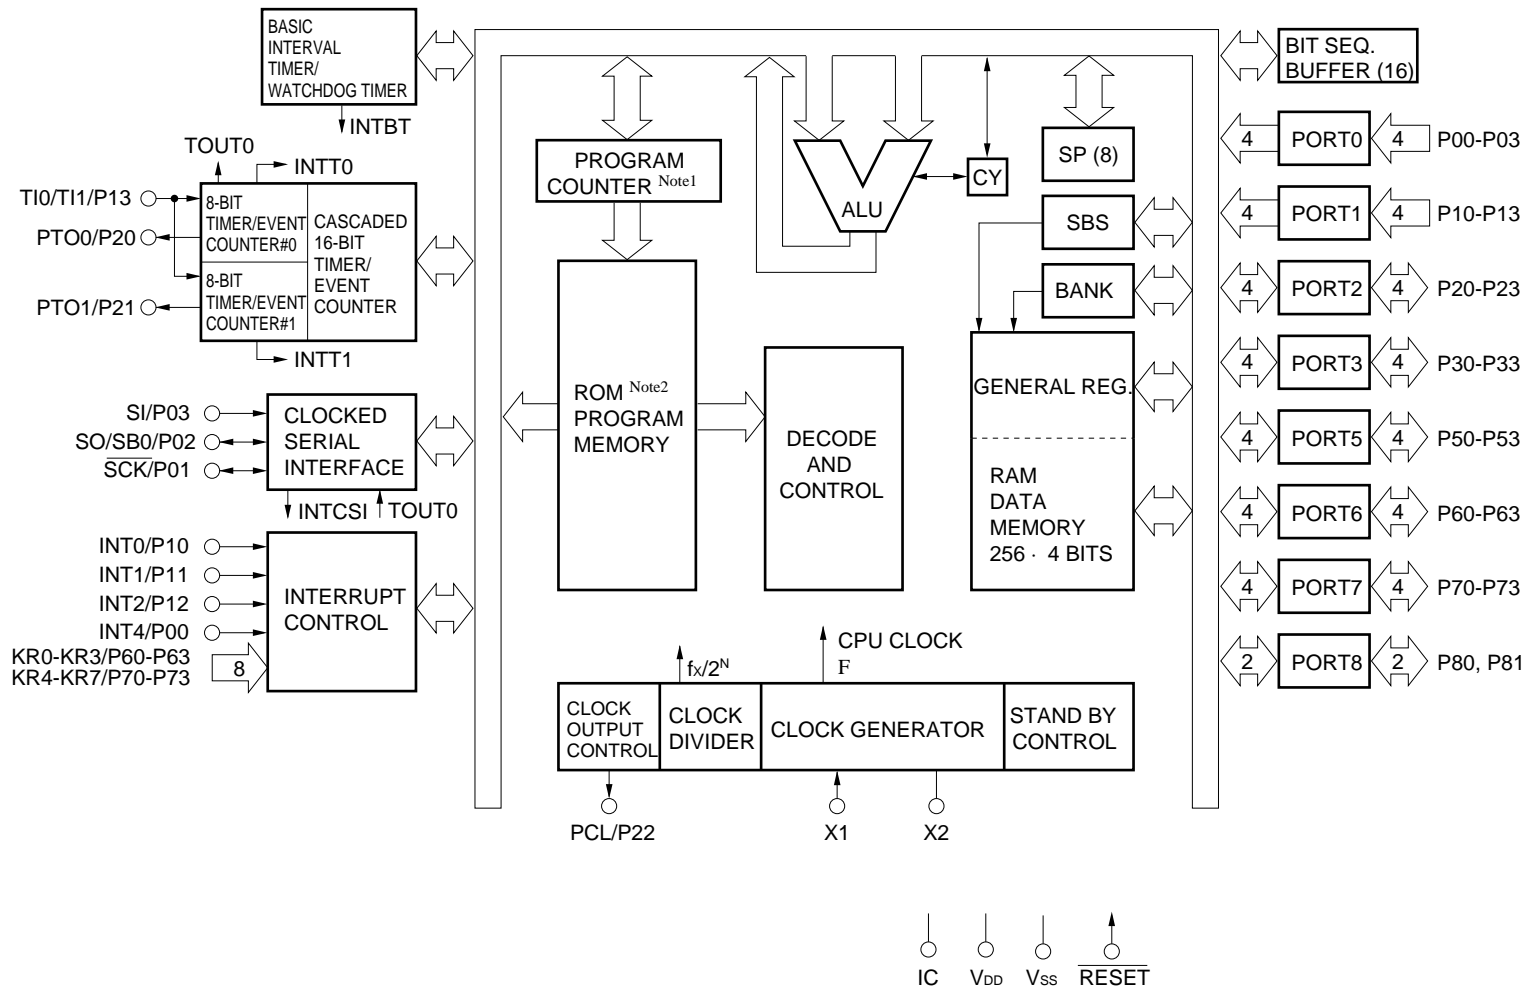 BASIC
INTERVAL
TIMER/
WATCHDOG TIMER
INTBT
TOUT0
INTT0
TI0/TI1/P13
PTO0/P20
PTO1/P21
8-BIT
TIMER/EVENT
COUNTER#0
8-BIT
TIMER/EVENT
COUNTER#1
CASCADED
16-BIT
TIMER/
EVENT
COUNTER
INTT1
SI/P03
SO/SB0/P02
SCK/P01
CLOCKED
SERIAL
INTERFACE
INTCSI
TOUT0
INT0/P10
INT1/P11
INT2/P12
INT4/P00
KR0-KR3/P60-P63
KR4-KR7/P70-P73
8
INTERRUPT
CONTROL
PROGRAM
COUNTER Note1
ROM Note2
PROGRAM
MEMORY
ALU
CY
DECODE
AND
CONTROL
SP (8)
SBS
BANK
GENERAL REG.
RAM
DATA
MEMORY
256 · 4 BITS
fX/2N
CPU CLOCK
F
CLOCK
OUTPUT
CONTROL
CLOCK
DIVIDER
CLOCK GENERATOR
STAND BY
CONTROL
PCL/P22
X1
X2
BIT SEQ.
BUFFER (16)
4 PORT0 4 P00-P03
4 PORT1 4 P10-P13
4 PORT2 4 P20-P23
4 PORT3 4 P30-P33
4 PORT5 4 P50-P53
4 PORT6 4 P60-P63
4 PORT7 4 P70-P73
2 PORT8 2 P80, P81
IC VDD VSS RESET